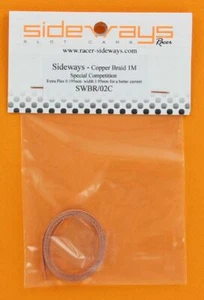 sideways
SLOT CARS
Racer
www.racer-sideways.com
Sideways - Copper Braid 1M
Special Competition
SWBR/02C